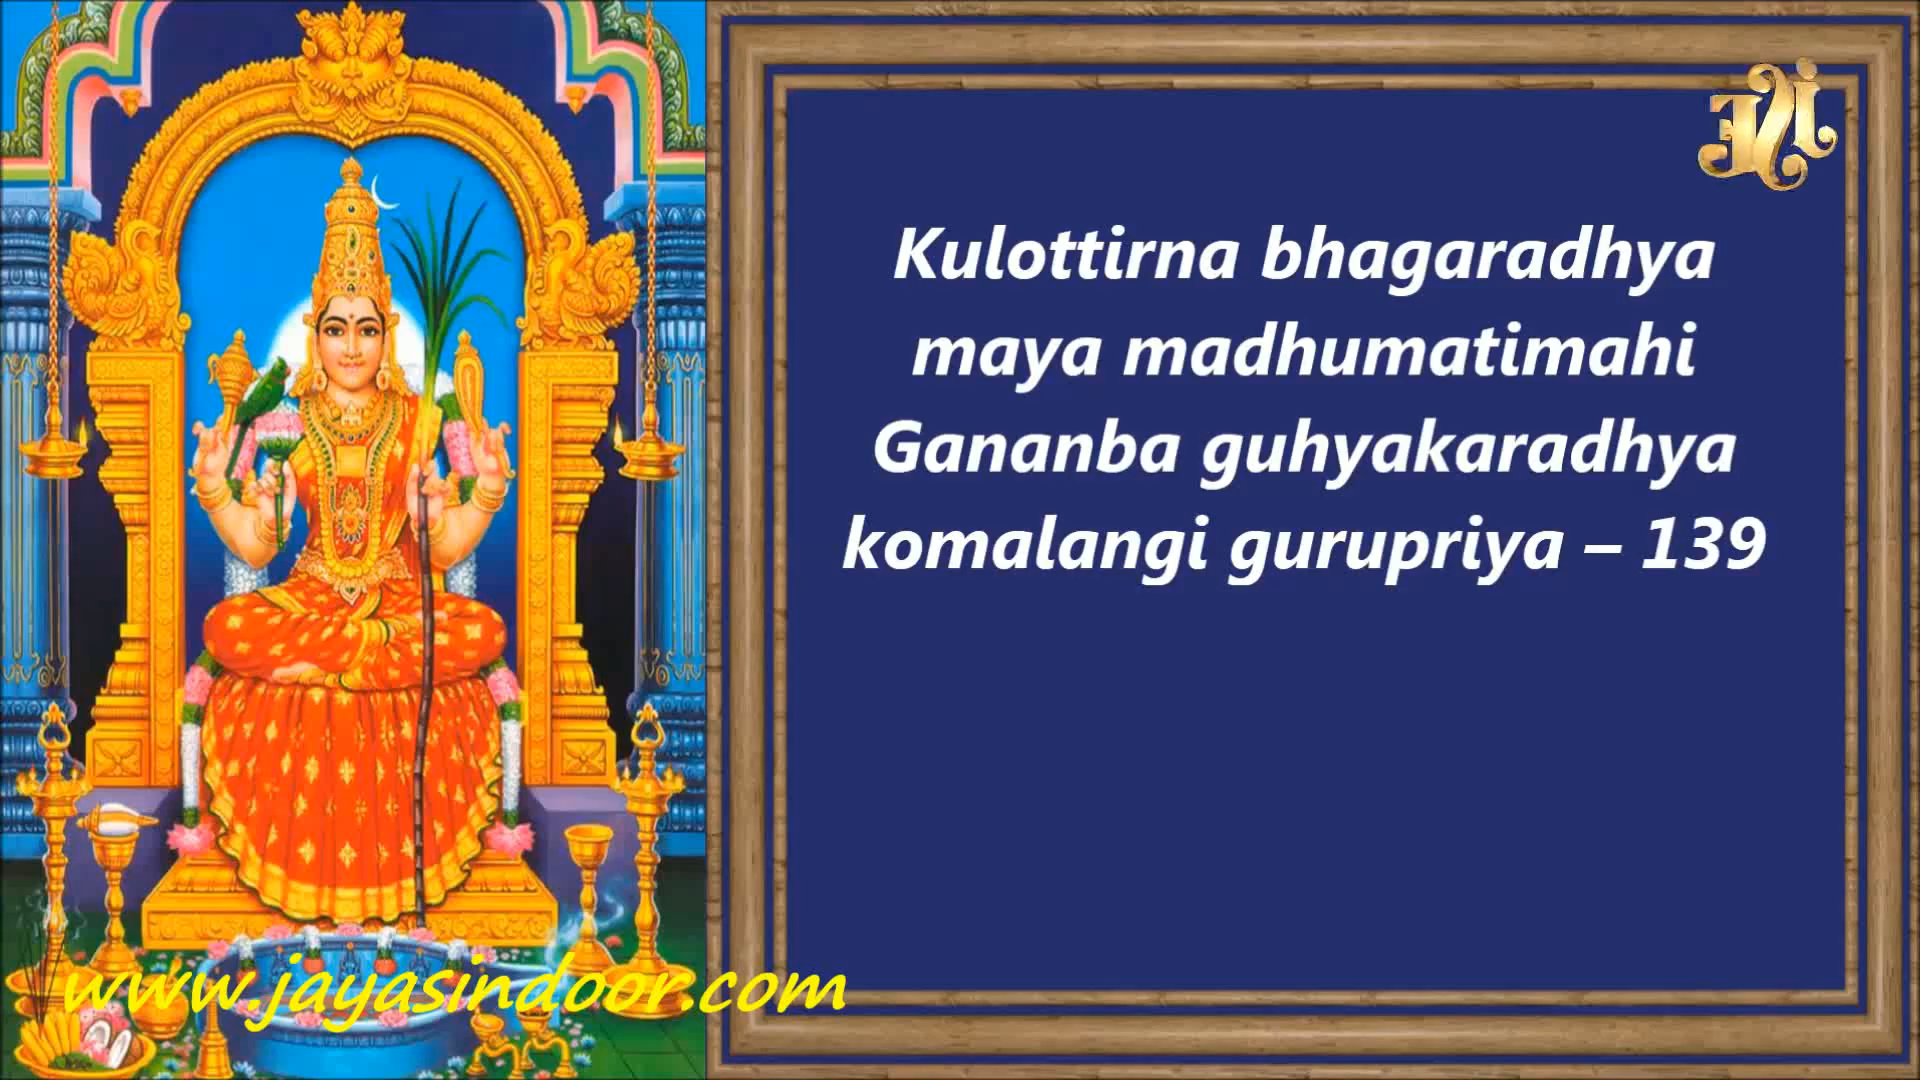 Kulottirna bhagaradhya
maya madhumatimahi
Gananba guhyakaradhya
komalangi gurupriya – 139
www.jayasindoor.com